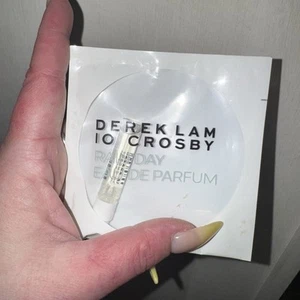 DEREK LAM
10 CROSBY
DAY
DE PARFUM